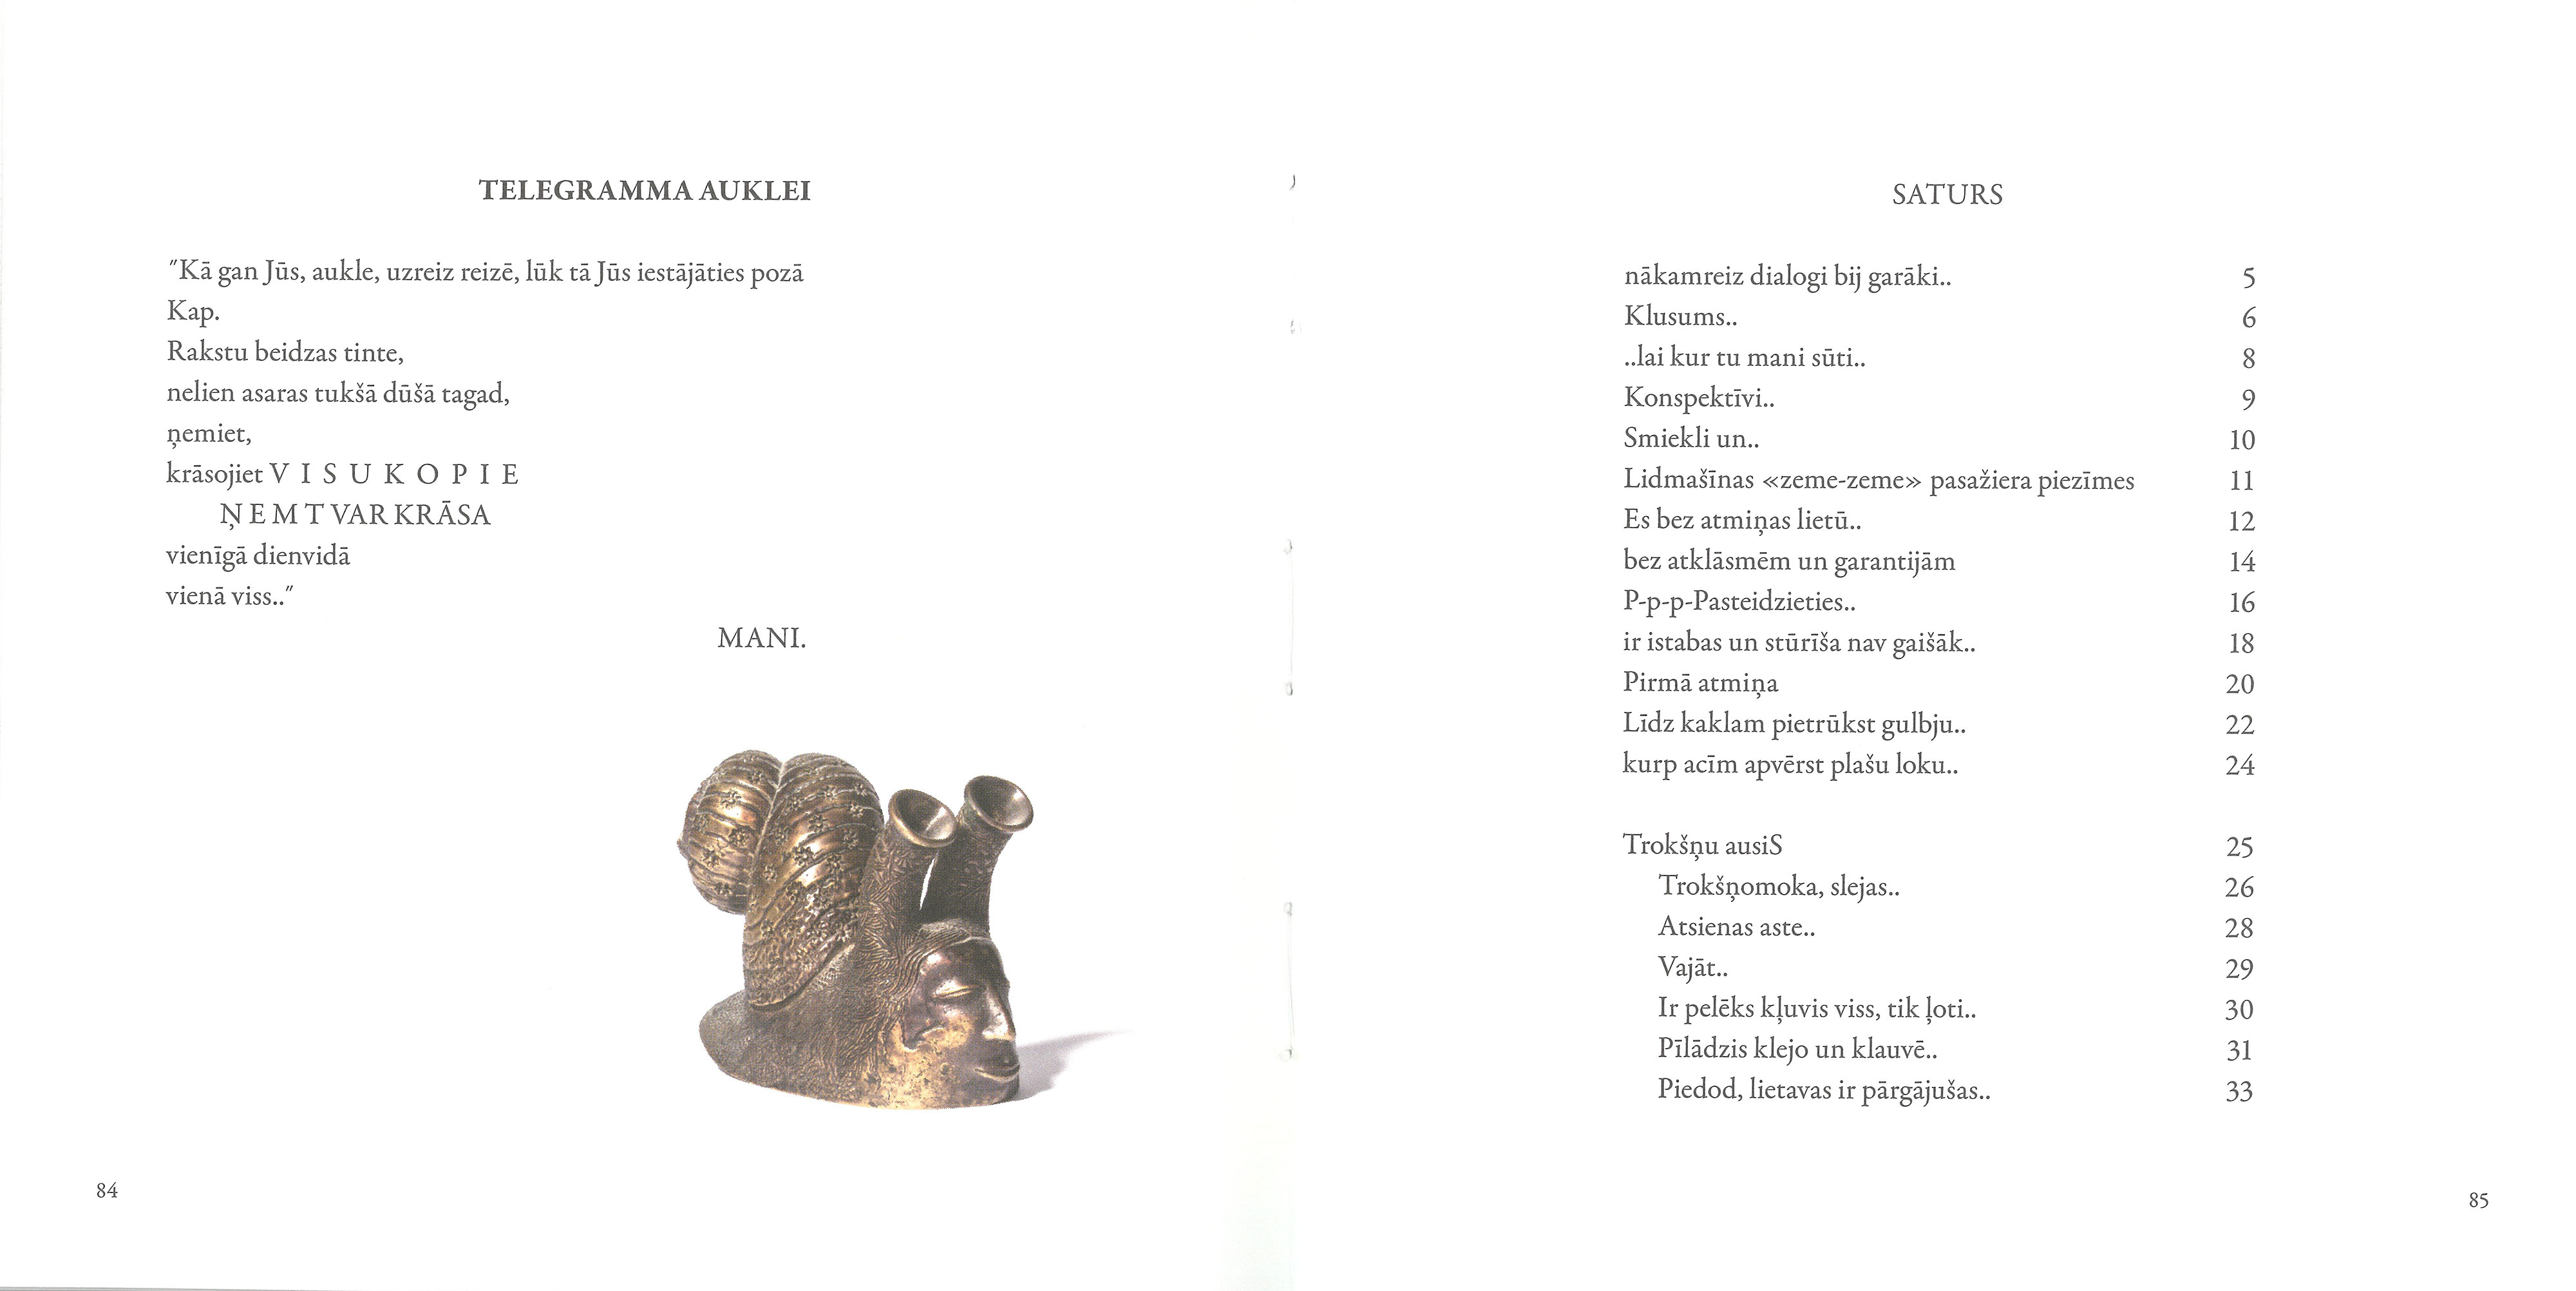 TELEGRAMMA AUKLEI
"Kā gan Jūs, aukle, uzreiz reizē, lūk tā Jūs iestājāties pozā
Kap.
Rakstu beidzas tinte,
nelien asaras tukšā dūšā tagad,
ņemiet,
krāsojiet V I S U K O P I E
Ņ E M T VAR KRĀSA
vienīgā dienvidā
vienā viss.."
MANI.
84
SATURS
nākamreiz dialogi bij garāki.. 5
Klusums.. 6
..lai kur tu mani sūti.. 8
Konspektīvi.. 9
Smiekli un.. 10
Lidmašīnas «zeme-zeme» pasažiera piezīmes 11
Es bez atmiņas lietū.. 12
bez atklāsmēm un garantijām 14
P-p-p-Pasteidzieties.. 16
ir istabas un stūrīša nav gaišāk.. 18
Pirmā atmiņa 20
Līdz kaklam pietrūkst gulbju.. 22
kurp acīm apvērst plašu loku.. 24
Trokšņu ausiS 25
Trokšņomoka, slejas.. 26
Atsienas aste.. 28
Vajāt.. 29
Ir pelēks kļuvis viss, tik ļoti.. 30
Pīlādzis klejo un klauvē.. 31
Piedod, lietavas ir pārgājušas.. 33
85